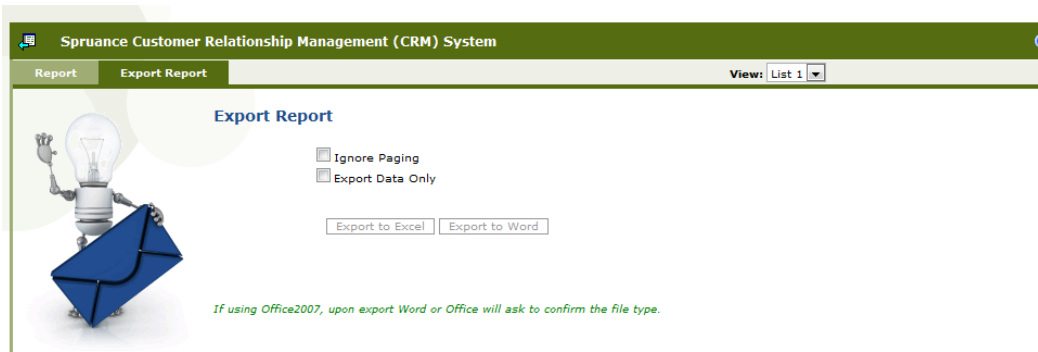 Spruance Customer Relationship Management (CRM) System
Report Export Report View: List 1
Export Report
Ignore Paging
Export Data Only
Export to Excel Export to Word
If using Office2007, upon export Word or Office will ask to confirm the file type.